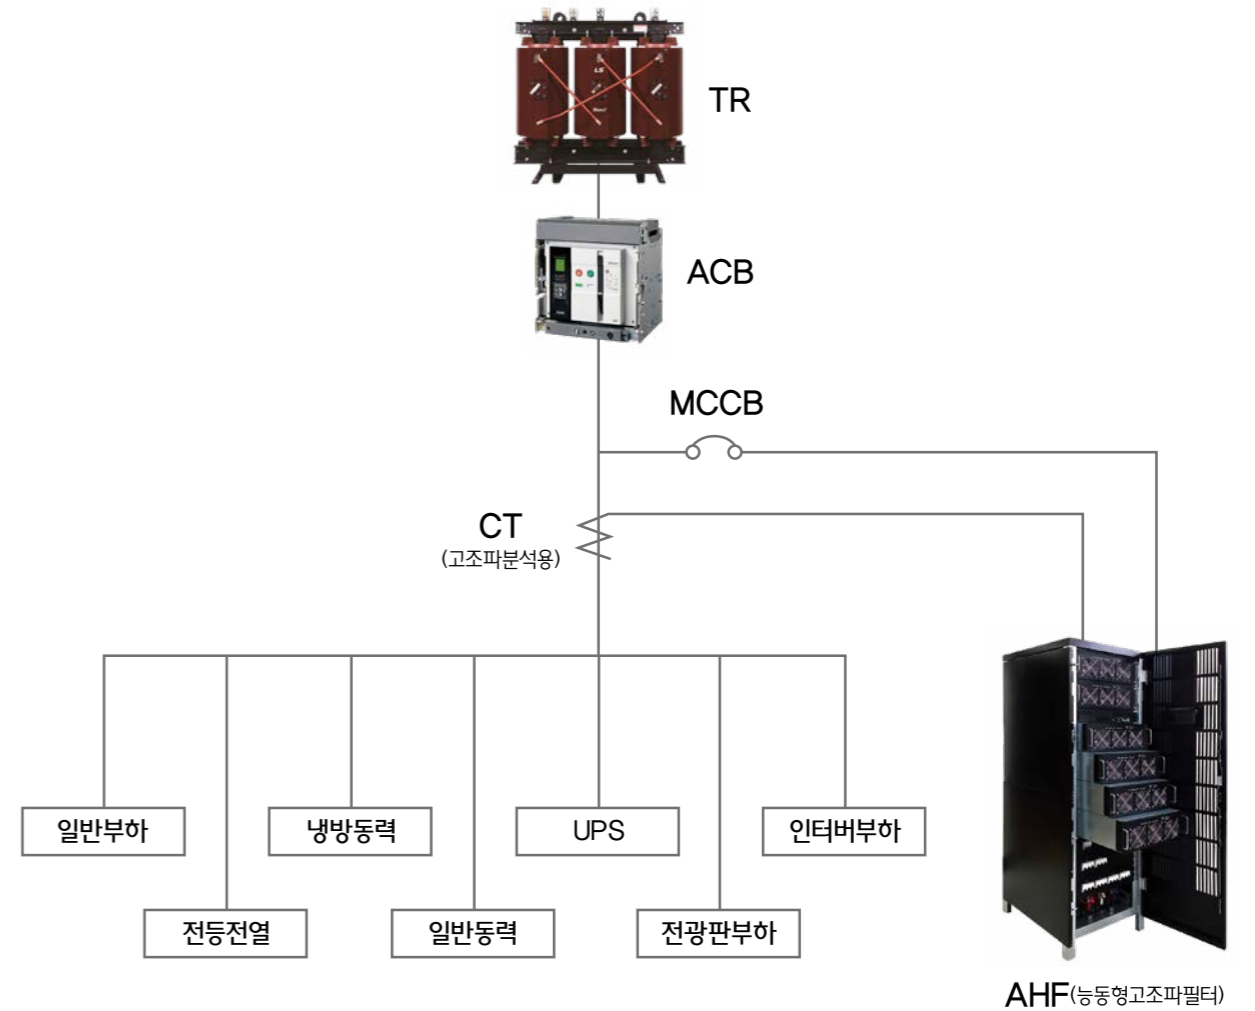 TR
LS
ACB
MCCB
CT
(고조파분석용)
일반부하
냉방동력
UPS
인터버부하
전등전열
일반동력
전광판부하
AHF(능동형고조파필터)